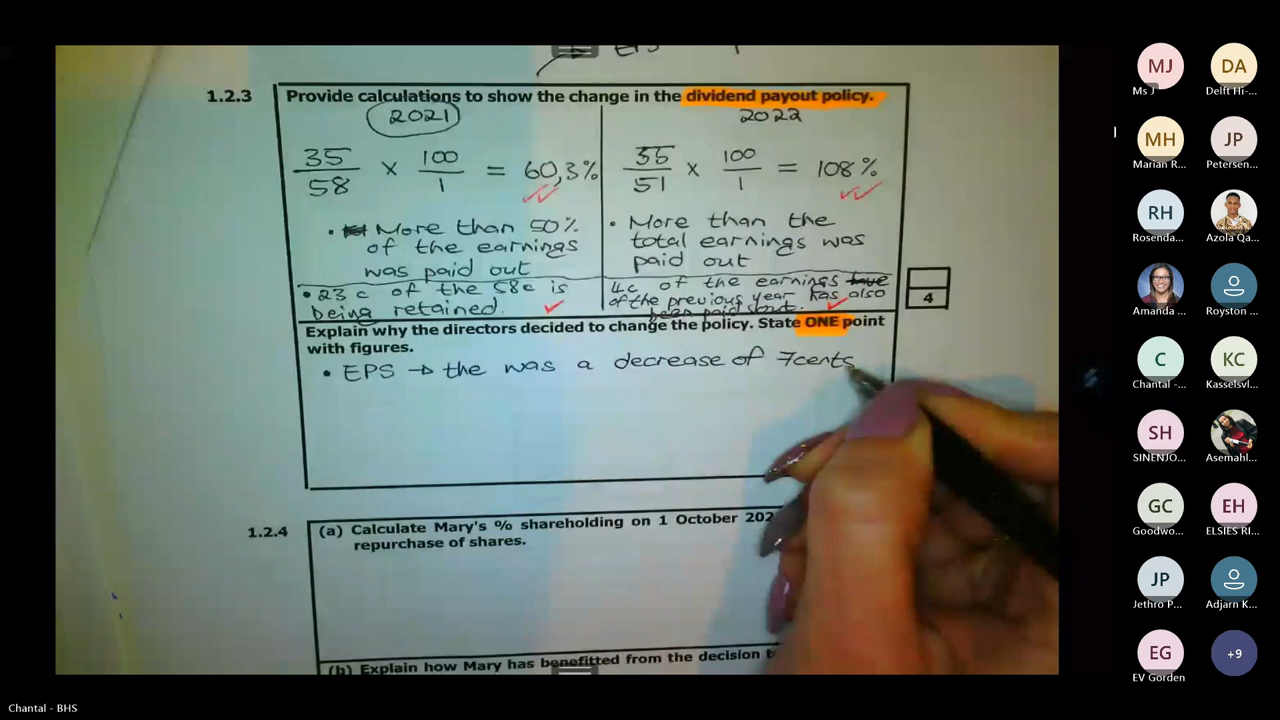 EPS
1.2.3 Provide calculations to show the change in the dividend payout policy.
2021
35/58 × 100/1 = 60,3%
• More than 50%
of the earnings
was paid out
• 23 c of the 58c is
being retained.
2022
55/51 × 100/1 = 108%
• More than the
total earnings was
paid out
4c of the earnings have
of the previous year has also
been paid out.
4
Explain why the directors decided to change the policy. State ONE point
with figures.
• EPS → the was a decrease of 7cents
1.2.4 (a) Calculate Mary's % shareholding on 1 October 202
repurchase of shares.
(b) Explain how Mary has benefitted from the decision t
MJ
Ms J
DA
Delft Hi-...
MH
Marian R...
JP
Petersen...
RH
Rosenda...
Azola Qa...
Amanda ...
Royston ...
C
Chantal -...
KC
Kasselsvl...
SH
SINENJO...
Asemahl...
GC
Goodwo...
EH
ELSIES RI...
JP
Jethro P...
Adjarn K...
EG
EV Gorden
+9
Chantal - BHS